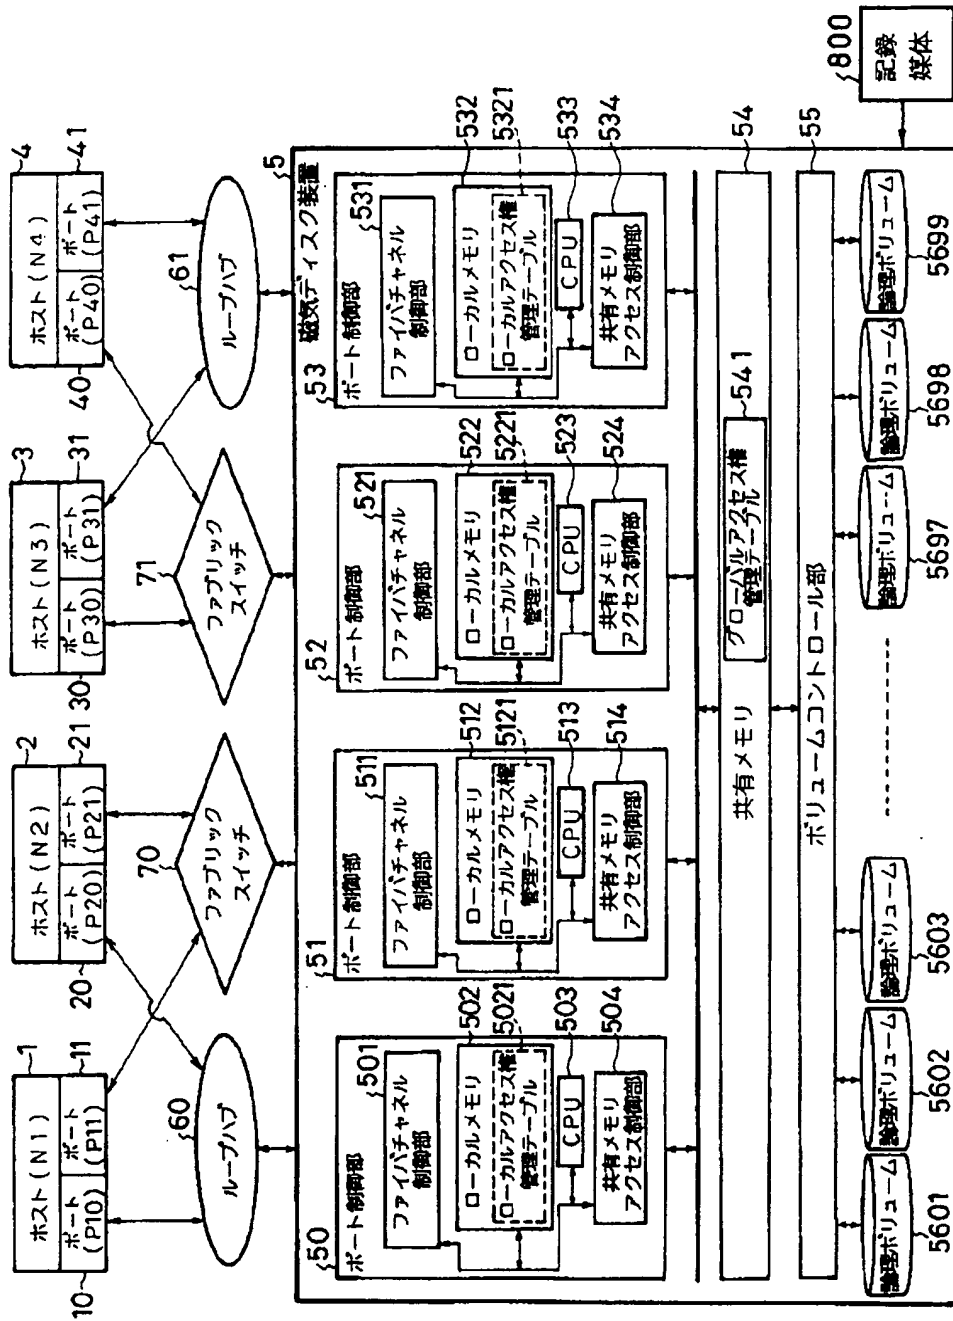 1
ホスト(N1)
ポート
(P10)
ポート
(P11)
10
11
2
ホスト(N2)
ポート
(P20)
ポート
(P21)
20
21
3
ホスト(N3)
ポート
(P30)
ポート
(P31)
30
31
4
ホスト(N4)
ポート
(P40)
ポート
(P41)
40
41
60
ループハブ
70
ファブリック
スイッチ
71
ファブリック
スイッチ
61
ループハブ
5
磁気ディスク装置
50
ポート制御部
501
ファイバチャネル
制御部
502
ローカルメモリ
5021
ローカルアクセス権
管理テーブル
503
CPU
504
共有メモリ
アクセス制御部
51
ポート制御部
511
ファイバチャネル
制御部
512
ローカルメモリ
5121
ローカルアクセス権
管理テーブル
513
CPU
514
共有メモリ
アクセス制御部
52
ポート制御部
521
ファイバチャネル
制御部
522
ローカルメモリ
5221
ローカルアクセス権
管理テーブル
523
CPU
524
共有メモリ
アクセス制御部
53
ポート制御部
531
ファイバチャネル
制御部
532
ローカルメモリ
5321
ローカルアクセス権
管理テーブル
533
CPU
534
共有メモリ
アクセス制御部
共有メモリ
グローバルアクセス権
管理テーブル
541
54
ボリュームコントロール部
55
論理ボリューム
5601
論理ボリューム
5602
論理ボリューム
5603
論理ボリューム
5697
論理ボリューム
5698
論理ボリューム
5699
800
記録
媒体